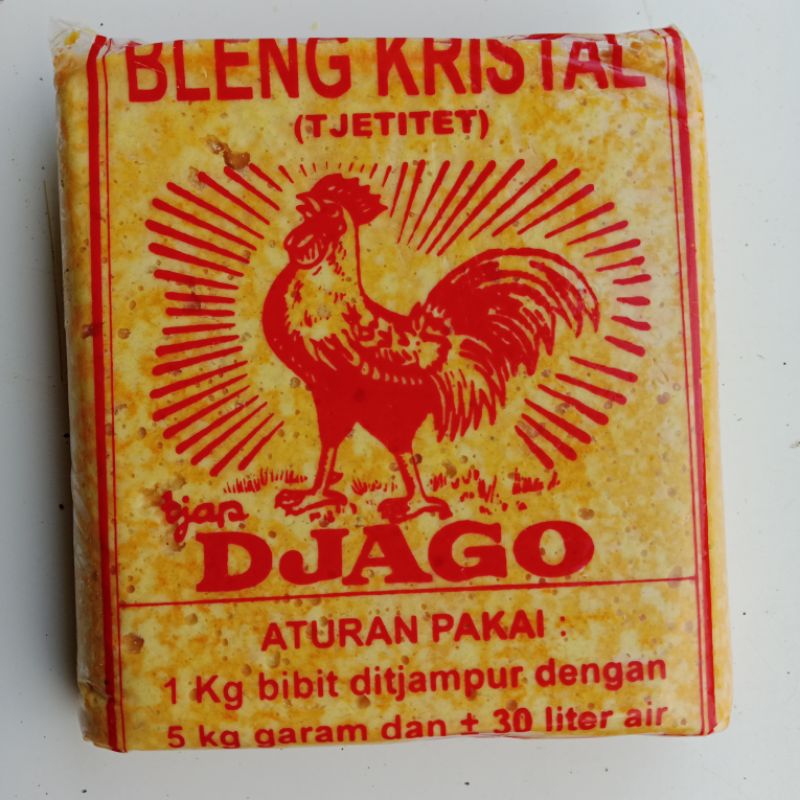 BLENG KRISTAL
(TJETITET)
tjap
DJAGO
ATURAN PAKAI :
1 Kg bibit ditjampur dengan
5 kg garam dan ± 30 liter air